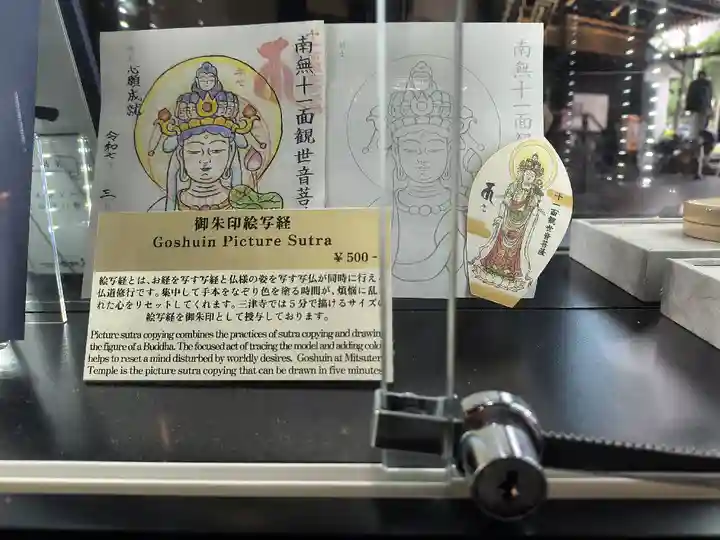 南無十一面観世音菩
心願成就
令和七
三
南無十一面
十一面観世音菩薩
御朱印絵写経
Goshuin Picture Sutra
¥500-
絵写経とは、お経を写す写経と仏様の姿を写す写仏が同時に行え
仏道修行です。集中して手本をなぞり色を塗る時間が、煩悩に乱
れた心をリセットしてくれます。三津寺では5分で描けるサイズの
絵写経を御朱印として授与しております。
Picture sutra copying combines the practices of sutra copying and drawing
the figure of a Buddha. The focused act of tracing the model and adding colo
helps to reset a mind disturbed by worldly desires. Goshuin at Mitsuter
Temple is the picture sutra copying that can be drawn in five minutes